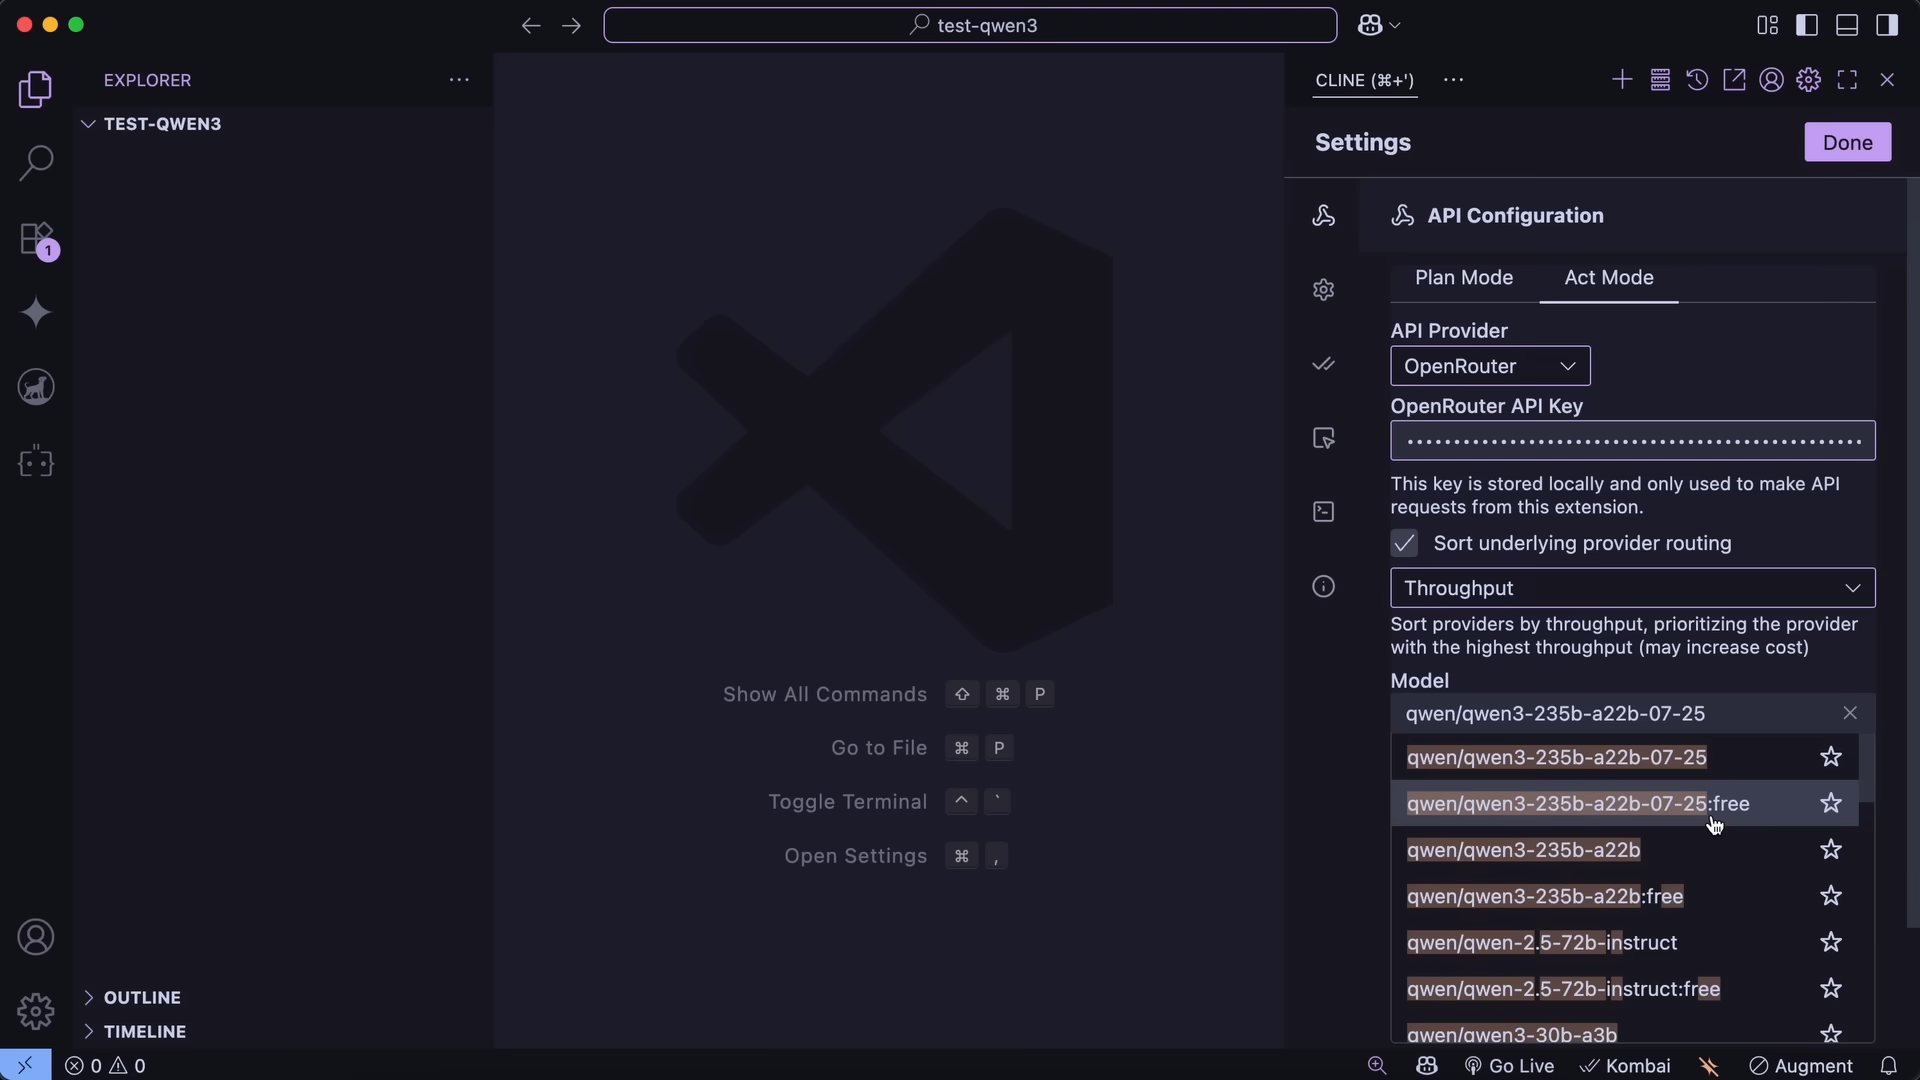 test-qwen3
EXPLORER
TEST-QWEN3
1
OUTLINE
TIMELINE
Show All Commands ⇧ ⌘ P
Go to File ⌘ P
Toggle Terminal ^ `
Open Settings ⌘ ,
CLINE (⌘+')
Settings
Done
API Configuration
Plan Mode Act Mode
API Provider
OpenRouter
OpenRouter API Key
This key is stored locally and only used to make API
requests from this extension.
Sort underlying provider routing
Throughput
Sort providers by throughput, prioritizing the provider
with the highest throughput (may increase cost)
Model
qwen/qwen3-235b-a22b-07-25
qwen/qwen3-235b-a22b-07-25
qwen/qwen3-235b-a22b-07-25:free
qwen/qwen3-235b-a22b
qwen/qwen3-235b-a22b:free
qwen/qwen-2.5-72b-instruct
qwen/qwen-2.5-72b-instruct:free
qwen/qwen3-30b-a3b
0 0
Go Live Kombai Augment